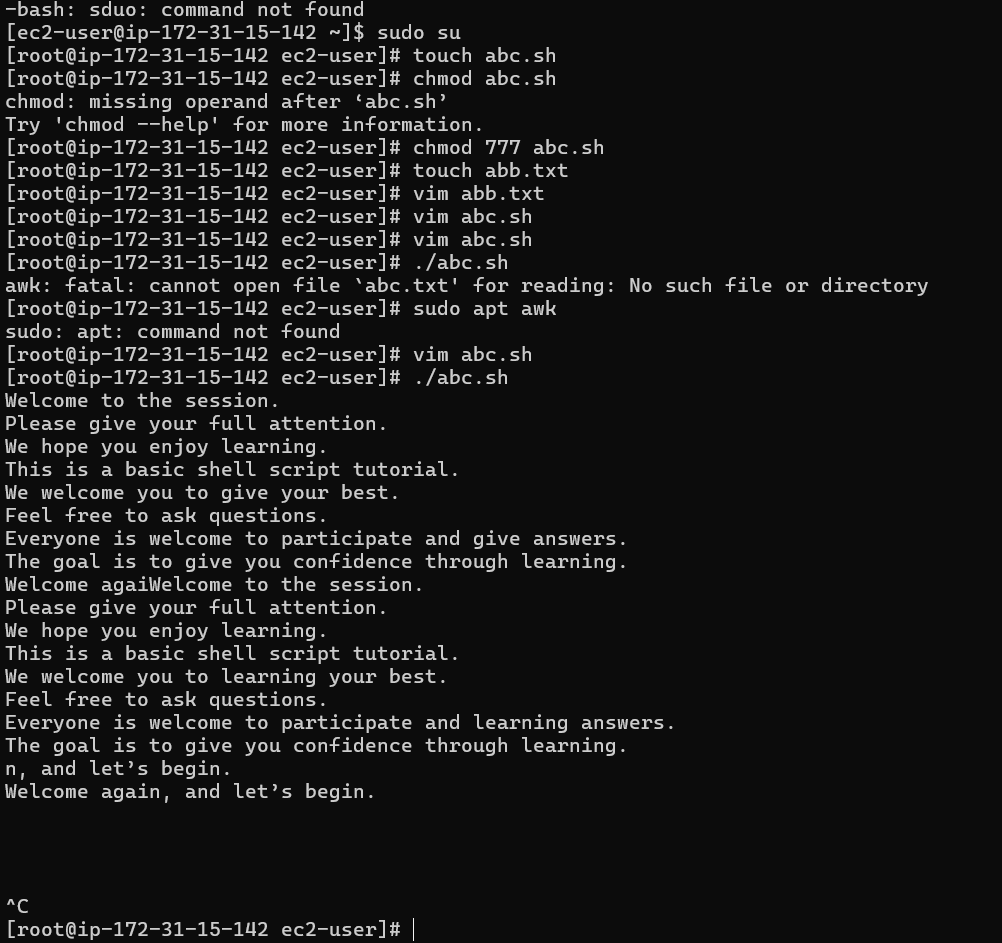 -bash: sduo: command not found
[ec2-user@ip-172-31-15-142 ~]$ sudo su
[root@ip-172-31-15-142 ec2-user]# touch abc.sh
[root@ip-172-31-15-142 ec2-user]# chmod abc.sh
chmod: missing operand after ‘abc.sh’
Try 'chmod --help' for more information.
[root@ip-172-31-15-142 ec2-user]# chmod 777 abc.sh
[root@ip-172-31-15-142 ec2-user]# touch abb.txt
[root@ip-172-31-15-142 ec2-user]# vim abb.txt
[root@ip-172-31-15-142 ec2-user]# vim abc.sh
[root@ip-172-31-15-142 ec2-user]# vim abc.sh
[root@ip-172-31-15-142 ec2-user]# ./abc.sh
awk: fatal: cannot open file `abc.txt' for reading: No such file or directory
[root@ip-172-31-15-142 ec2-user]# sudo apt awk
sudo: apt: command not found
[root@ip-172-31-15-142 ec2-user]# vim abc.sh
[root@ip-172-31-15-142 ec2-user]# ./abc.sh
Welcome to the session.
Please give your full attention.
We hope you enjoy learning.
This is a basic shell script tutorial.
We welcome you to give your best.
Feel free to ask questions.
Everyone is welcome to participate and give answers.
The goal is to give you confidence through learning.
Welcome agaiWelcome to the session.
Please give your full attention.
We hope you enjoy learning.
This is a basic shell script tutorial.
We welcome you to learning your best.
Feel free to ask questions.
Everyone is welcome to participate and learning answers.
The goal is to give you confidence through learning.
n, and let’s begin.
Welcome again, and let’s begin.
^C
[root@ip-172-31-15-142 ec2-user]#